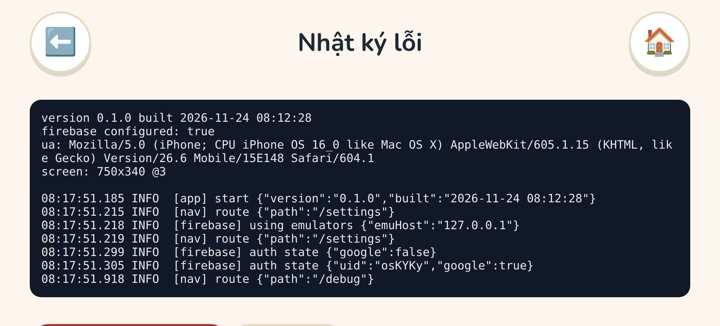 Nhật ký lỗi
version 0.1.0 built 2026-11-24 08:12:28
firebase configured: true
ua: Mozilla/5.0 (iPhone; CPU iPhone OS 16_0 like Mac OS X) AppleWebKit/605.1.15 (KHTML, lik
e Gecko) Version/26.6 Mobile/15E148 Safari/604.1
screen: 750x340 @3
08:17:51.185 INFO  [app] start {"version":"0.1.0","built":"2026-11-24 08:12:28"}
08:17:51.215 INFO  [nav] route {"path":"/settings"}
08:17:51.218 INFO  [firebase] using emulators {"emuHost":"127.0.0.1"}
08:17:51.219 INFO  [nav] route {"path":"/settings"}
08:17:51.299 INFO  [firebase] auth state {"google":false}
08:17:51.305 INFO  [firebase] auth state {"uid":"osKYKy","google":true}
08:17:51.918 INFO  [nav] route {"path":"/debug"}